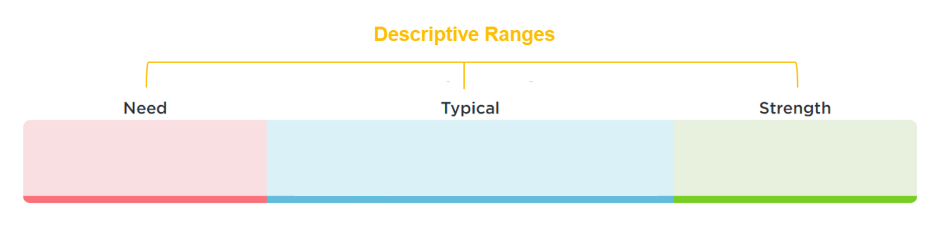 Descriptive Ranges
Need Typical Strength